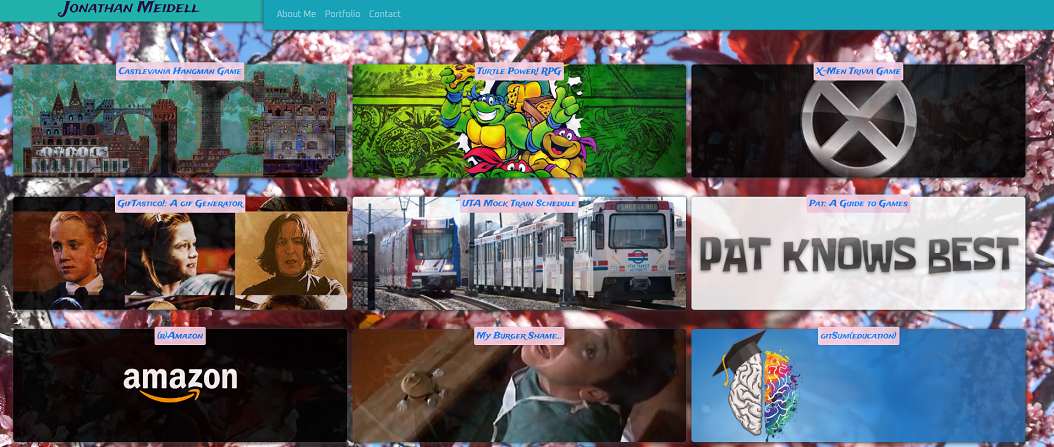 Jonathan Meidell
About Me Portfolio Contact
Castlevania Hangman Game
Turtle Power! RPG
X-Men Trivia Game
GifTastico!: A gif Generator
UTA Mock Train Schedule
Pat: A Guide to Games
PAT KNOWS BEST
(b)Amazon
My Burger Shame...
gitSum(education)
amazon